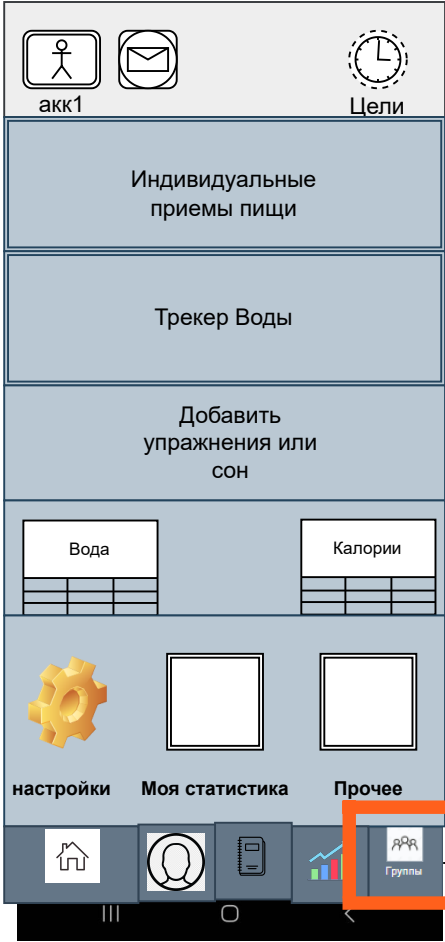 акк1
Цели
Индивидуальные
приемы пищи
Трекер Воды
Добавить
упражнения или
сон
Вода
Калории
настройки
Моя статистика
Прочее
Группы